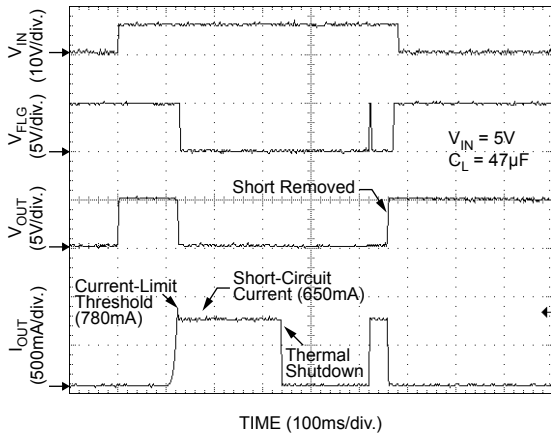 V_IN
(10V/div.)
V_FLG
(5V/div.)
V_IN = 5V
C_L = 47µF
V_OUT
(5V/div.)
Short Removed
I_OUT
(500mA/div.)
Current-Limit
Threshold
(780mA)
Short-Circuit
Current (650mA)
Thermal
Shutdown
TIME (100ms/div.)